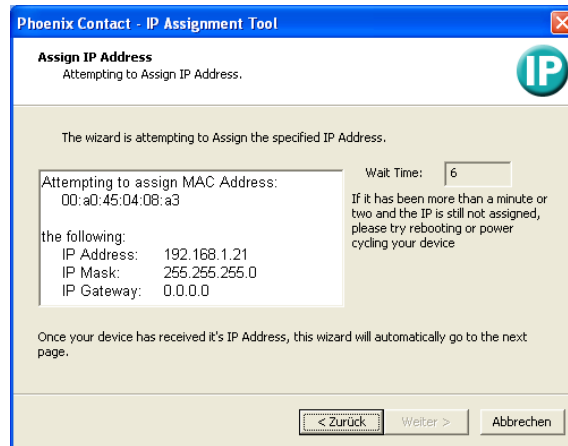 Phoenix Contact - IP Assignment Tool
Assign IP Address
Attempting to Assign IP Address.
IP
The wizard is attempting to Assign the specified IP Address.
Attempting to assign MAC Address:
00:a0:45:04:08:a3
the following:
IP Address: 192.168.1.21
IP Mask: 255.255.255.0
IP Gateway: 0.0.0.0
Wait Time: 6
If it has been more than a minute or
two and the IP is still not assigned,
please try rebooting or power
cycling your device
Once your device has received it's IP Address, this wizard will automatically go to the next
page.
< Zurück
Weiter >
Abbrechen